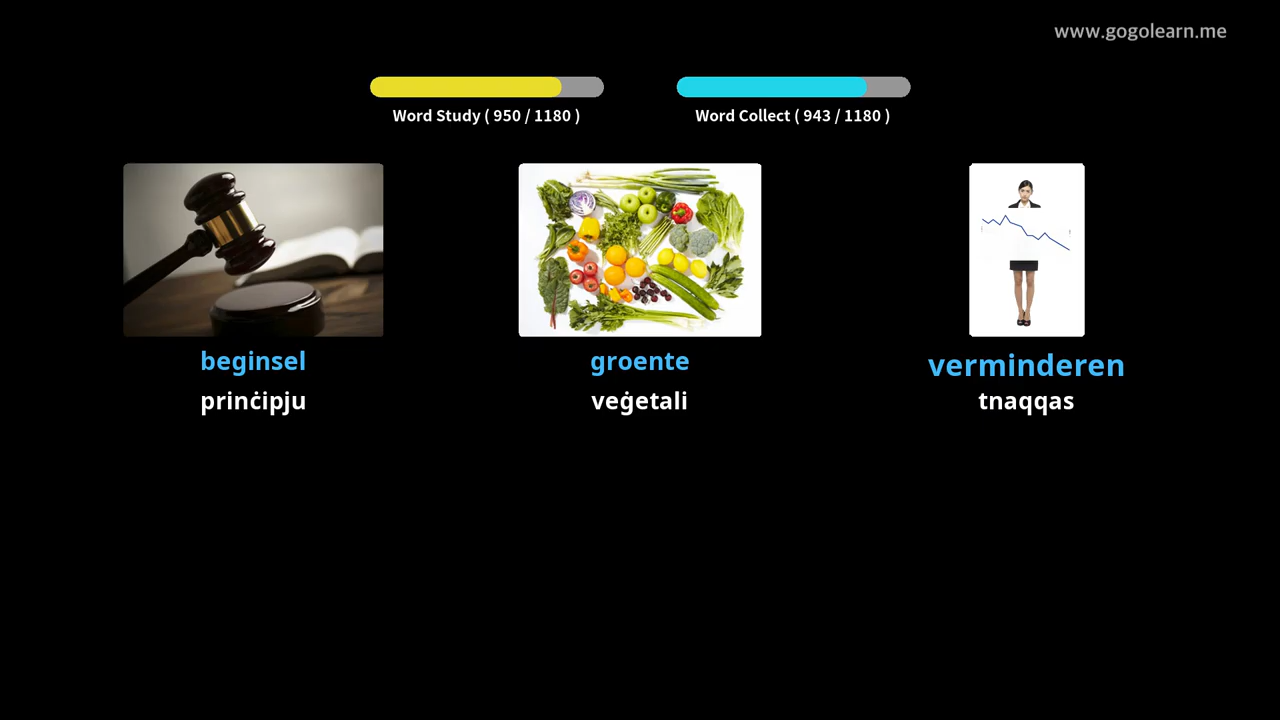 www.gogolearn.me
Word Study ( 950 / 1180 )
Word Collect ( 943 / 1180 )
beginsel
prinċipju
groente
veġetali
verminderen
tnaqqas